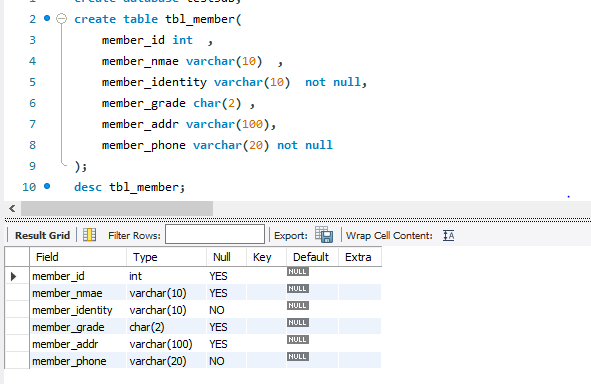 create database testsub;
2 create table tbl_member(
3 member_id int ,
4 member_nmae varchar(10) ,
5 member_identity varchar(10) not null,
6 member_grade char(2) ,
7 member_addr varchar(100),
8 member_phone varchar(20) not null
9 );
10 desc tbl_member;
Result Grid Filter Rows: Export: Wrap Cell Content: IA
Field Type Null Key Default Extra
member_id int YES NULL
member_nmae varchar(10) YES NULL
member_identity varchar(10) NO NULL
member_grade char(2) YES NULL
member_addr varchar(100) YES NULL
member_phone varchar(20) NO NULL